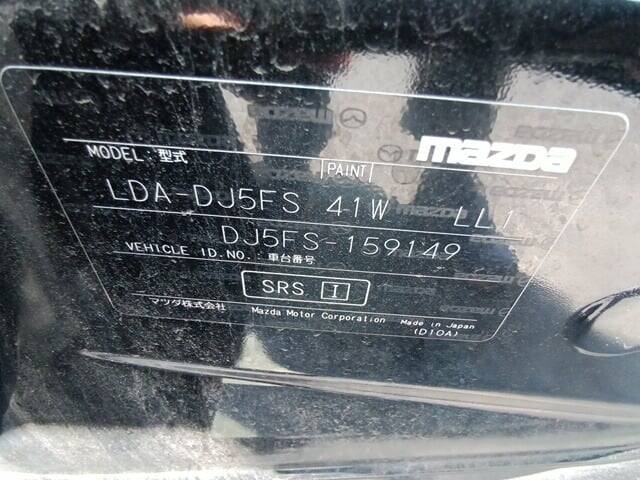 mazda
MODEL:型式 PAINT
LDA-DJ5FS 41W LL1
DJ5FS-159149
VEHICLE ID.NO.:車台番号
SRS I
マツダ株式会社 Mazda Motor Corporation Made in Japan
(D10A)